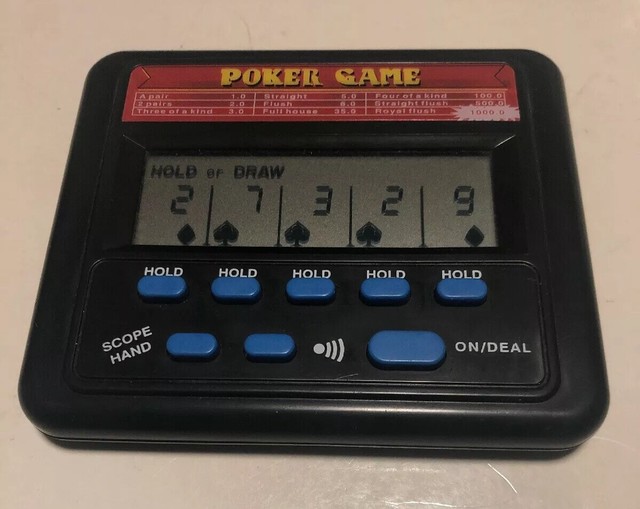 POKER GAME
A pair 1.0 Straight 5.0 Four of a kind 100.0
2 pairs 2.0 Flush 8.0 Straight flush 500.0
Three of a kind 3.0 Full house 35.0 Royal flush 1000.0
HOLD OF DRAW
2 7 3 2 9
HOLD HOLD HOLD HOLD HOLD
SCOPE HAND
ON/DEAL